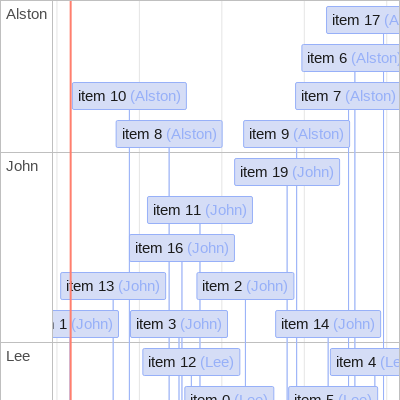 Alston
item 17 (A
item 6 (Alston)
item 10 (Alston)
item 7 (Alston)
item 8 (Alston)
item 9 (Alston)
John
item 19 (John)
item 11 (John)
item 16 (John)
item 13 (John)
item 2 (John)
1 (John)
item 3 (John)
item 14 (John)
Lee
item 12 (Lee)
item 4 (Le
item 0 (Lee)
item 5 (Lee)